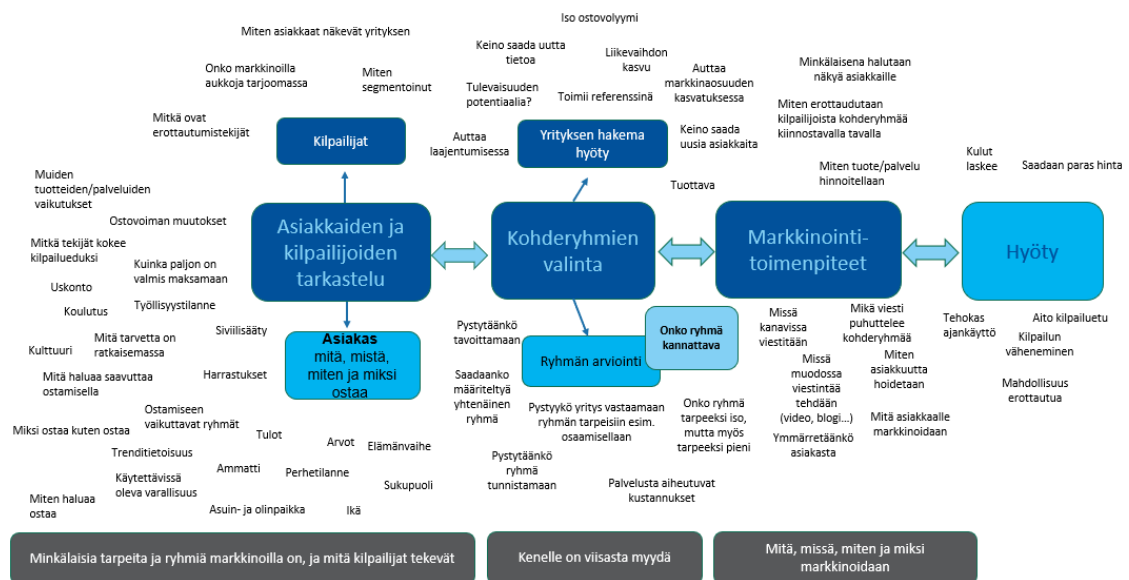 Iso ostovolyymi
Miten asiakkaat näkevät yrityksen
Keino saada uutta
tietoa
Liikevaihdon
kasvu
Onko markkinoilla
aukkoja tarjoomassa
Miten
segmentoinut
Tulevaisuuden
potentiaalia?
Toimii referenssinä
Auttaa
markkinaosuuden
kasvatuksessa
Minkälaisena halutaan
näkyä asiakkaille
Mitkä ovat
erottautumistekijät
Kilpailijat
Auttaa
laajentumisessa
Yrityksen hakema
hyöty
Keino saada
uusia asiakkaita
Miten erottaudutaan
kilpailijoista kohderyhmää
kiinnostavalla tavalla
Muiden
tuotteiden/palveluiden
vaikutukset
Tuottava
Miten tuote/palvelu
hinnoitellaan
Kulut
laskee
Saadaan paras hinta
Ostovoiman muutokset
Mitkä tekijät kokee
kilpailueduksi
Kuinka paljon on
valmis maksamaan
Uskonto
Koulutus
Työllisyystilanne
Asiakkaiden ja
kilpailijoiden
tarkastelu
Kohderyhmien
valinta
Markkinointi-
toimenpiteet
Hyöty
Kulttuuri
Mitä tarvetta on
ratkaisemassa
Siviilisääty
Mitä haluaa saavuttaa
ostamisella
Harrastukset
Asiakas
mitä, mistä,
miten ja miksi
ostaa
Pystytäänkö
tavoittamaan
Onko ryhmä
kannattava
Ryhmän arviointi
Missä
kanavissa
viestitään
Mikä viesti
puhuttelee
kohderyhmää
Tehokas
ajankäyttö
Aito kilpailuetu
Kilpailun
väheneminen
Saadaanko
määriteltyä
yhtenäinen
ryhmä
Missä
muodossa
viestintää
tehdään
(video, blogi…)
Miten
asiakkuutta
hoidetaan
Mahdollisuus
erottautua
Miksi ostaa kuten ostaa
Ostamiseen
vaikuttavat ryhmät
Pystyykö yritys vastaamaan
ryhmän tarpeisiin esim.
osaamisellaan
Onko ryhmä
tarpeeksi iso,
mutta myös
tarpeeksi pieni
Mitä asiakkaalle
markkinoidaan
Ymmärretäänkö
asiakasta
Tulot
Arvot
Elämänvaihe
Trenditietoisuus
Ammatti
Perhetilanne
Sukupuoli
Pystytäänkö
ryhmä
tunnistamaan
Palvelusta aiheutuvat
kustannukset
Miten haluaa
ostaa
Käytettävissä
oleva varallisuus
Asuin- ja olinpaikka
Ikä
Minkälaisia tarpeita ja ryhmiä markkinoilla on, ja mitä kilpailijat tekevät
Kenelle on viisasta myydä
Mitä, missä, miten ja miksi
markkinoidaan